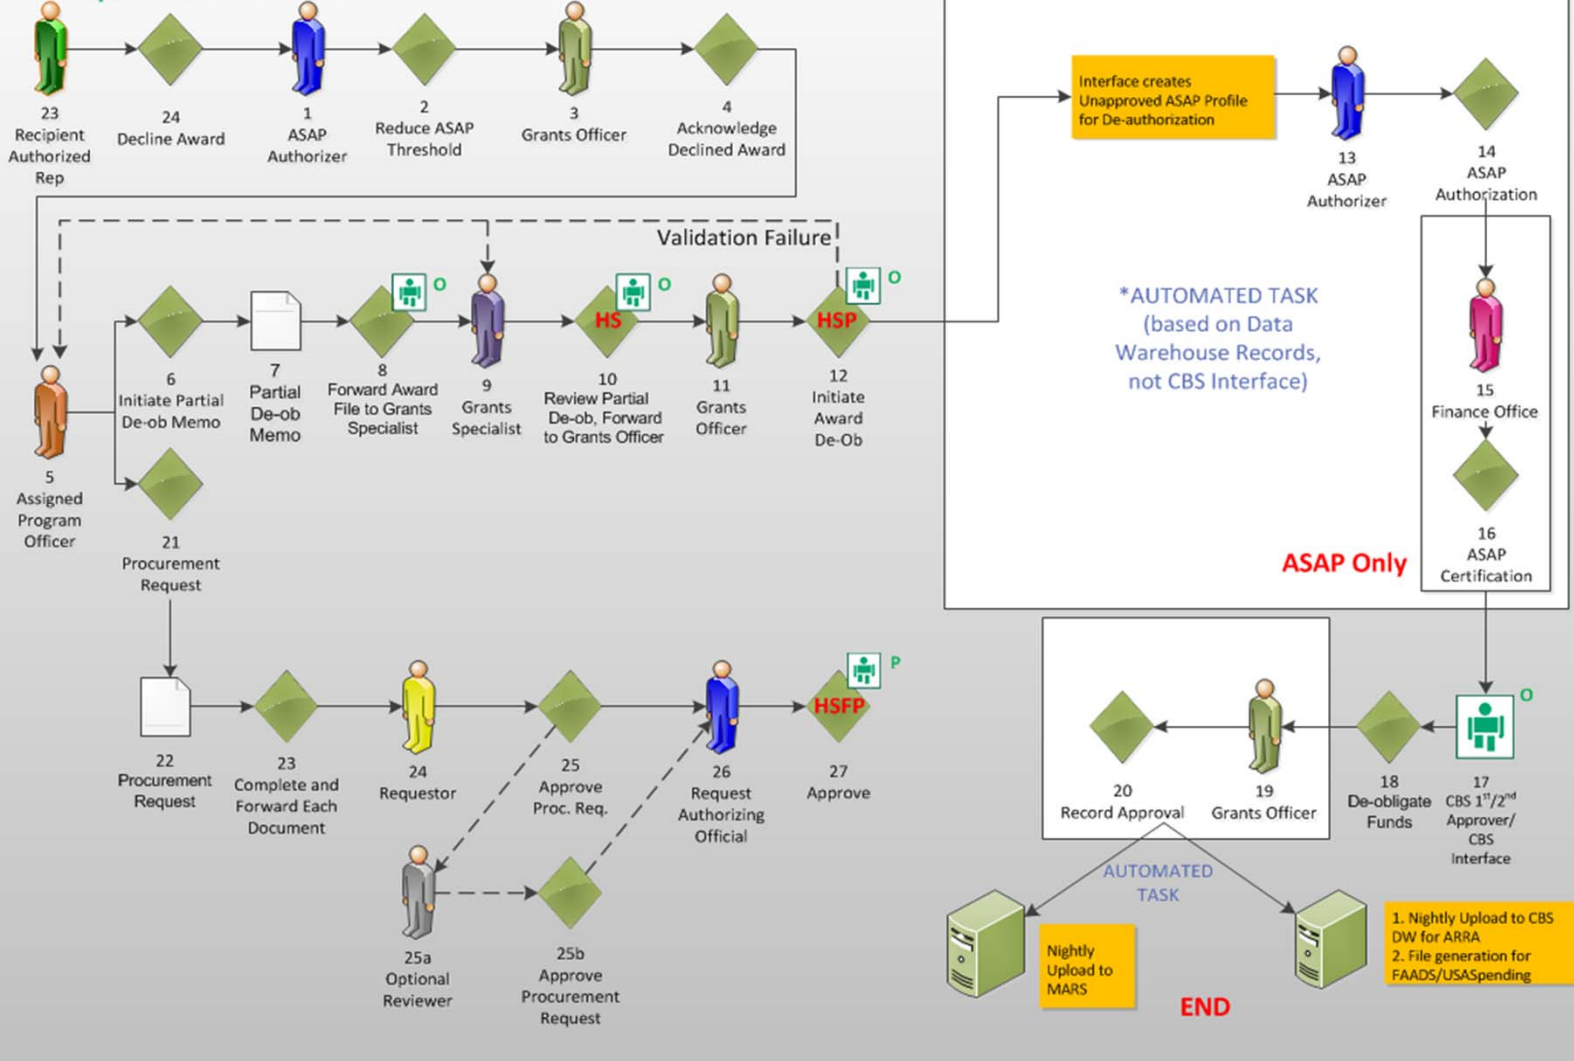 23
Recipient
Authorized
Rep
24
Decline Award
1
ASAP
Authorizer
2
Reduce ASAP
Threshold
3
Grants Officer
4
Acknowledge
Declined Award
Interface creates
Unapproved ASAP Profile
for De-authorization
13
ASAP
Authorizer
14
ASAP
Authorization
Validation Failure
O
HS
O
HSP
O
5
Assigned
Program
Officer
6
Initiate Partial
De-ob Memo
7
Partial
De-ob
Memo
8
Forward Award
File to Grants
Specialist
9
Grants
Specialist
10
Review Partial
De-ob, Forward
to Grants Officer
11
Grants
Officer
12
Initiate
Award
De-Ob
*AUTOMATED TASK
(based on Data
Warehouse Records,
not CBS Interface)
15
Finance Office
16
ASAP
Certification
ASAP Only
21
Procurement
Request
22
Procurement
Request
23
Complete and
Forward Each
Document
24
Requestor
25
Approve
Proc. Req.
26
Request
Authorizing
Official
HSFP
P
27
Approve
25a
Optional
Reviewer
25b
Approve
Procurement
Request
O
17
CBS 1st/2nd
Approver/
CBS
Interface
18
De-obligate
Funds
19
Grants Officer
20
Record Approval
AUTOMATED
TASK
Nightly
Upload to
MARS
1. Nightly Upload to CBS
DW for ARRA
2. File generation for
FAADS/USASpending
END